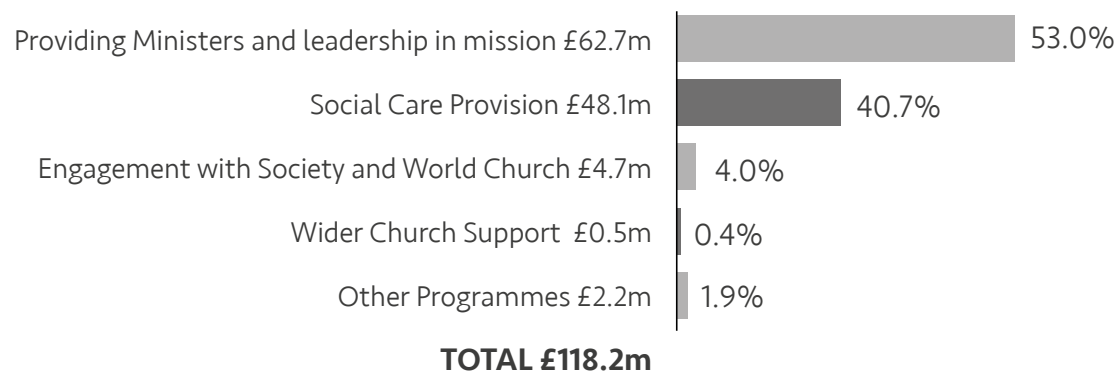 Providing Ministers and leadership in mission £62.7m 53.0%
Social Care Provision £48.1m 40.7%
Engagement with Society and World Church £4.7m 4.0%
Wider Church Support £0.5m 0.4%
Other Programmes £2.2m 1.9%
TOTAL £118.2m